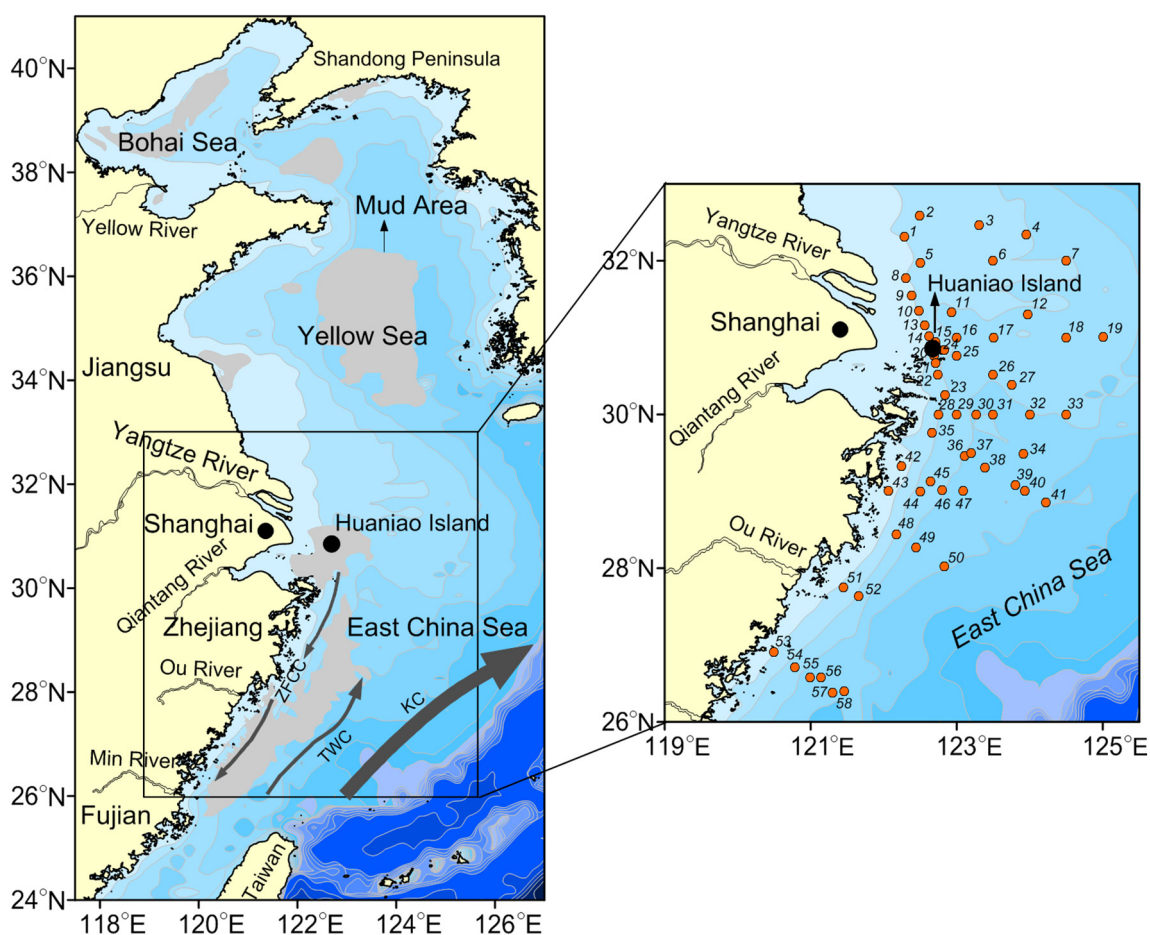 40°N
38°N
36°N
34°N
32°N
30°N
28°N
26°N
24°N
118°E
120°E
122°E
124°E
126°E
Shandong Peninsula
Bohai Sea
Yellow River
Mud Area
Yellow Sea
Jiangsu
Yangtze River
Shanghai
Huaniao Island
Qiantang River
Zhejiang
East China Sea
Ou River
ZFCC
KC
TWC
Min River
Fujian
Taiwan
32°N
30°N
28°N
26°N
119°E
121°E
123°E
125°E
Yangtze River
Huaniao Island
Shanghai
Qiantang River
Ou River
East China Sea
1
2
3
4
5
6
7
8
9
10
11
12
13
14
15
16
17
18
19
20
21
22
23
24
25
26
27
28
29
30
31
32
33
34
35
36
37
38
39
40
41
42
43
44
45
46
47
48
49
50
51
52
53
54
55
56
57
58